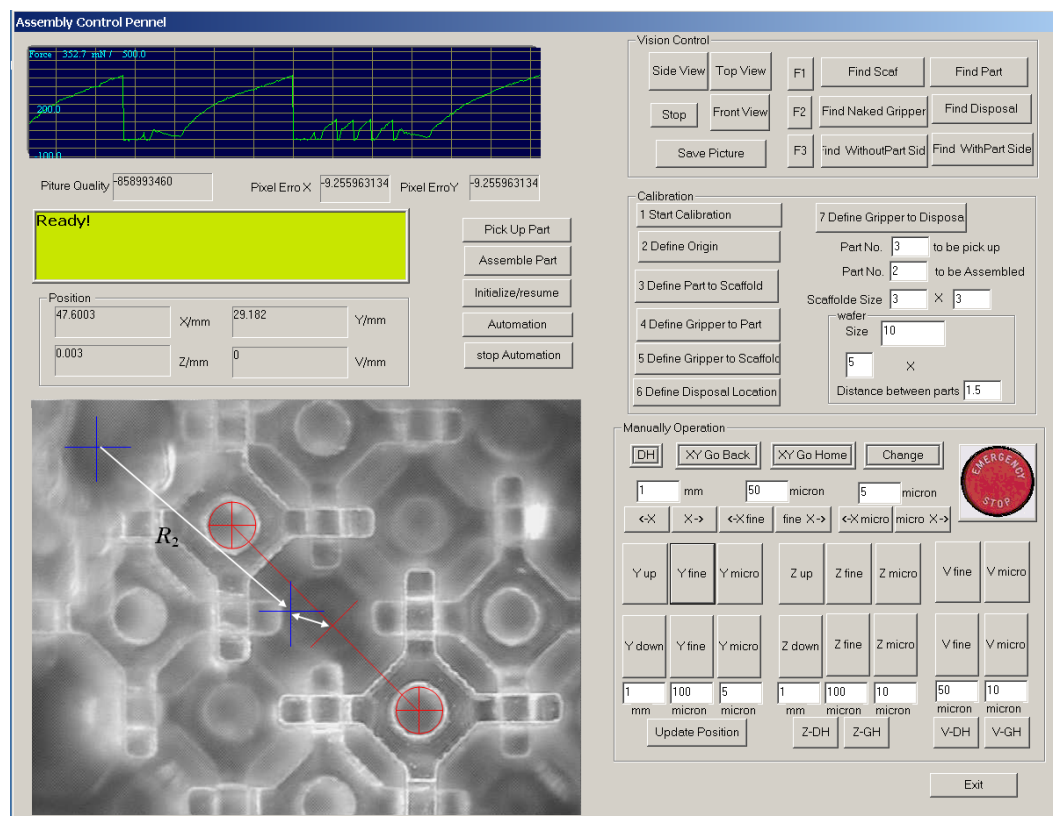 Assembly Control Pennel
Force 352.7 mN / 500.0
200.0
-100.0
Piture Quality -858993460 Pixel Erro X -9.255963134 Pixel ErroY -9.255963134
Ready!
Pick Up Part
Assemble Part
Initialize/resume
Automation
stop Automation
Position
47.6003 X/mm 29.182 Y/mm
0.003 Z/mm 0 V/mm
R2
Vision Control
Side View Top View F1 Find Scaf Find Part
Stop Front View F2 Find Naked Gripper Find Disposal
Save Picture F3 Find WithoutPart Sid Find WithPart Side
Calibration
1 Start Calibration 7 Define Gripper to Disposa
2 Define Origin Part No. 3 to be pick up
Part No. 2 to be Assembled
3 Define Part to Scaffold
Scaffolde Size 3 X 3
wafer
4 Define Gripper to Part Size 10
5 Define Gripper to Scaffolc 5 X
6 Define Disposal Location Distance between parts 1.5
Manually Operation
DH XY Go Back XY Go Home Change
EMERGENCY
STOP
1 mm 50 micron 5 micron
<-X X-> <-X fine fine X-> <-X micro micro X->
Y up Y fine Y micro Z up Z fine Z micro V fine V micro
Y down Y fine Y micro Z down Z fine Z micro V fine V micro
1 100 5 1 100 10 50 10
mm micron micron mm micron micron micron micron
Update Position Z-DH Z-GH V-DH V-GH
Exit